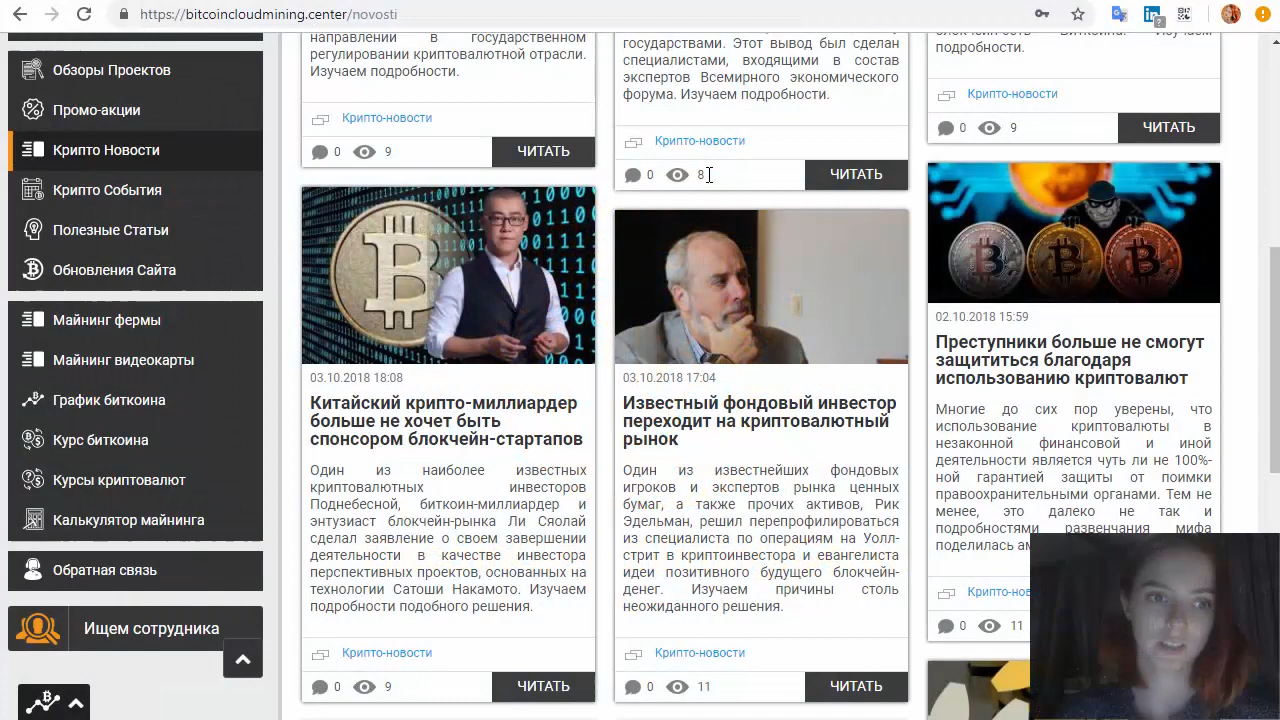 https://bitcoincloudmining.center/novosti
Обзоры Проектов
Промо-акции
Крипто Новости
Крипто События
Полезные Статьи
Обновления Сайта
Майнинг фермы
Майнинг видеокарты
График биткоина
Курс биткоина
Курсы криптовалют
Калькулятор майнинга
Обратная связь
Ищем сотрудника
направлении в государственном
регулировании криптовалютной отрасли.
Изучаем подробности.
Крипто-новости
0 9
ЧИТАТЬ
03.10.2018 18:08
Китайский крипто-миллиардер
больше не хочет быть
спонсором блокчейн-стартапов
Один из наиболее известных
криптовалютных инвесторов
Поднебесной, биткоин-миллиардер и
энтузиаст блокчейн-рынка Ли Сяолай
сделал заявление о своем завершении
деятельности в качестве инвестора
перспективных проектов, основанных на
технологии Сатоши Накамото. Изучаем
подробности подобного решения.
Крипто-новости
0 9
ЧИТАТЬ
государствами. Этот вывод был сделан
специалистами, входящими в состав
экспертов Всемирного экономического
форума. Изучаем подробности.
Крипто-новости
0 8
ЧИТАТЬ
03.10.2018 17:04
Известный фондовый инвестор
переходит на криптовалютный
рынок
Один из известнейших фондовых
игроков и экспертов рынка ценных
бумаг, а также прочих активов, Рик
Эдельман, решил перепрофилироваться
из специалиста по операциям на Уолл-
стрит в криптоинвестора и евангелиста
идеи позитивного будущего блокчейн-
денег. Изучаем причины столь
неожиданного решения.
Крипто-новости
0 11
ЧИТАТЬ
подробности.
Крипто-новости
0 9
ЧИТАТЬ
02.10.2018 15:59
Преступники больше не смогут
защититься благодаря
использованию криптовалют
Многие до сих пор уверены, что
использование криптовалюты в
незаконной финансовой и иной
деятельности является чуть ли не 100%-
ной гарантией защиты от поимки
правоохранительными органами. Тем не
менее, это далеко не так и
подробностями развенчания мифа
поделилась
0 11